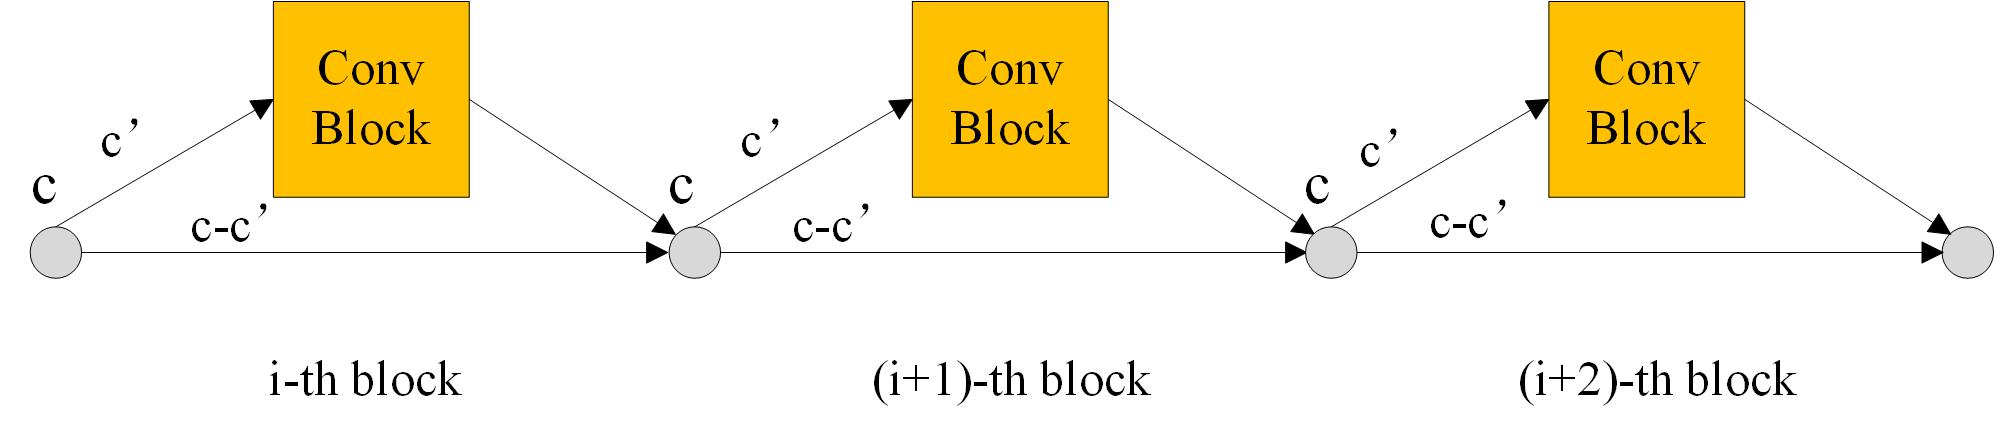 Conv
Block
Conv
Block
Conv
Block
c’
c’
c’
c
c
c
c-c’
c-c’
c-c’
i-th block
(i+1)-th block
(i+2)-th block